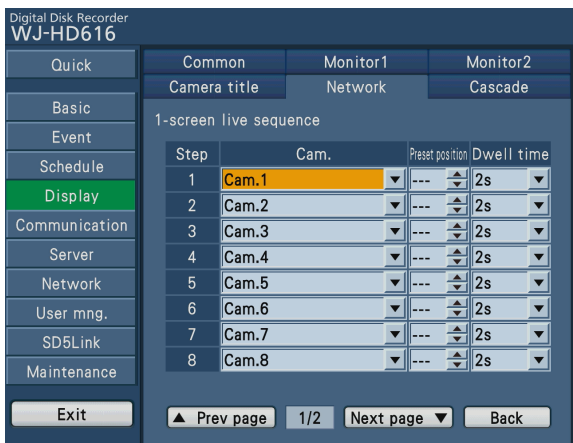 Digital Disk Recorder
WJ-HD616
Quick
Basic
Event
Schedule
Display
Communication
Server
Network
User mng.
SD5Link
Maintenance
Exit
Common Monitor1 Monitor2
Camera title Network Cascade
1-screen live sequence
Step Cam. Preset position Dwell time
1 Cam.1 --- 2s
2 Cam.2 --- 2s
3 Cam.3 --- 2s
4 Cam.4 --- 2s
5 Cam.5 --- 2s
6 Cam.6 --- 2s
7 Cam.7 --- 2s
8 Cam.8 --- 2s
▲ Prev page 1/2 Next page ▼ Back